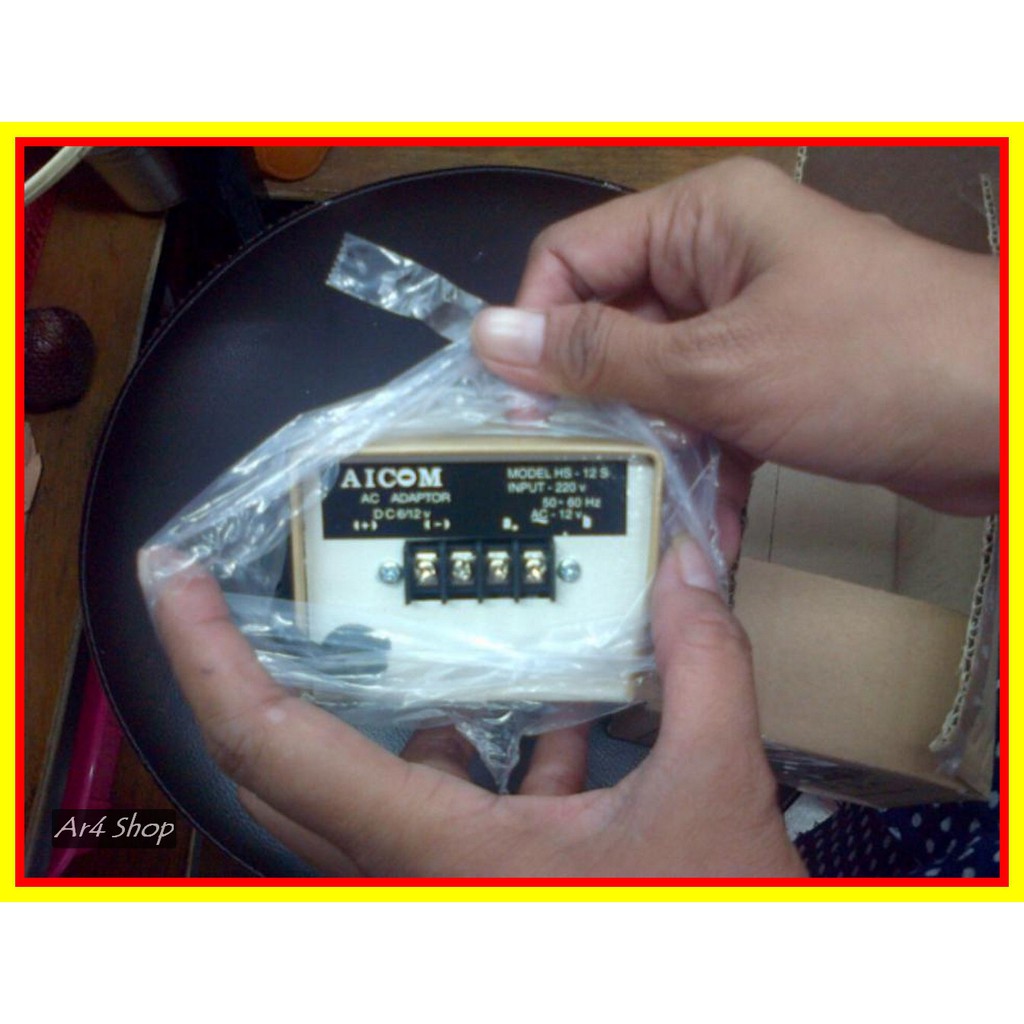 AICOM
AC ADAPTOR
DC 6/12 v
(+) (-)
MODEL HS - 12 S
INPUT - 220 v
50 - 60 Hz
AC - 12 v
Ar4 Shop